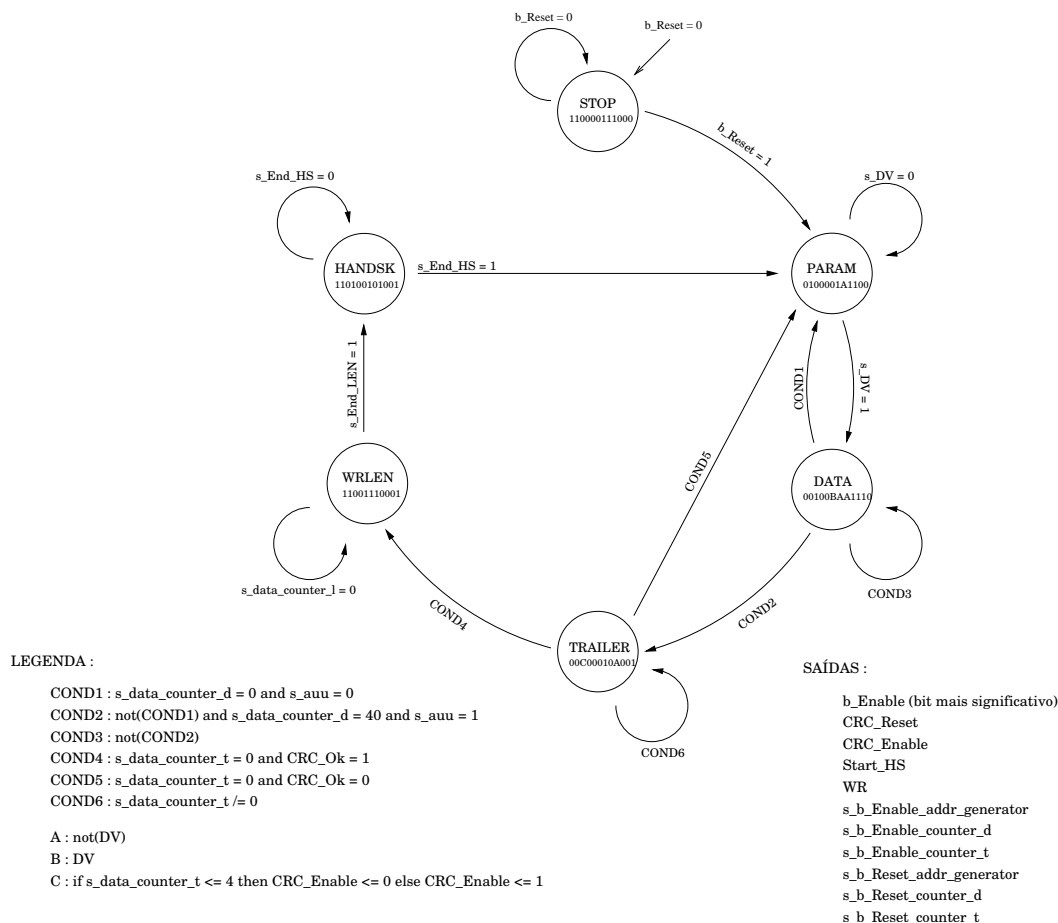 b_Reset = 0
b_Reset = 0
STOP
110000111000
b_Reset = 1
s_End_HS = 0
s_DV = 0
HANDSK
110100101001
s_End_HS = 1
PARAM
0100001A1100
s_End_LEN = 1
COND1
s_DV = 1
COND5
WRLEN
11001110001
DATA
00100BAA1110
s_data_counter_l = 0
COND3
COND4
COND2
TRAILER
00C00010A001
COND6
LEGENDA :
COND1 : s_data_counter_d = 0 and s_auu = 0
COND2 : not(COND1) and s_data_counter_d = 40 and s_auu = 1
COND3 : not(COND2)
COND4 : s_data_counter_t = 0 and CRC_Ok = 1
COND5 : s_data_counter_t = 0 and CRC_Ok = 0
COND6 : s_data_counter_t /= 0
A : not(DV)
B : DV
C : if s_data_counter_t <= 4 then CRC_Enable <= 0 else CRC_Enable <= 1
SAÍDAS :
b_Enable (bit mais significativo)
CRC_Reset
CRC_Enable
Start_HS
WR
s_b_Enable_addr_generator
s_b_Enable_counter_d
s_b_Enable_counter_t
s_b_Reset_addr_generator
s_b_Reset_counter_d
s_b_Reset_counter_t